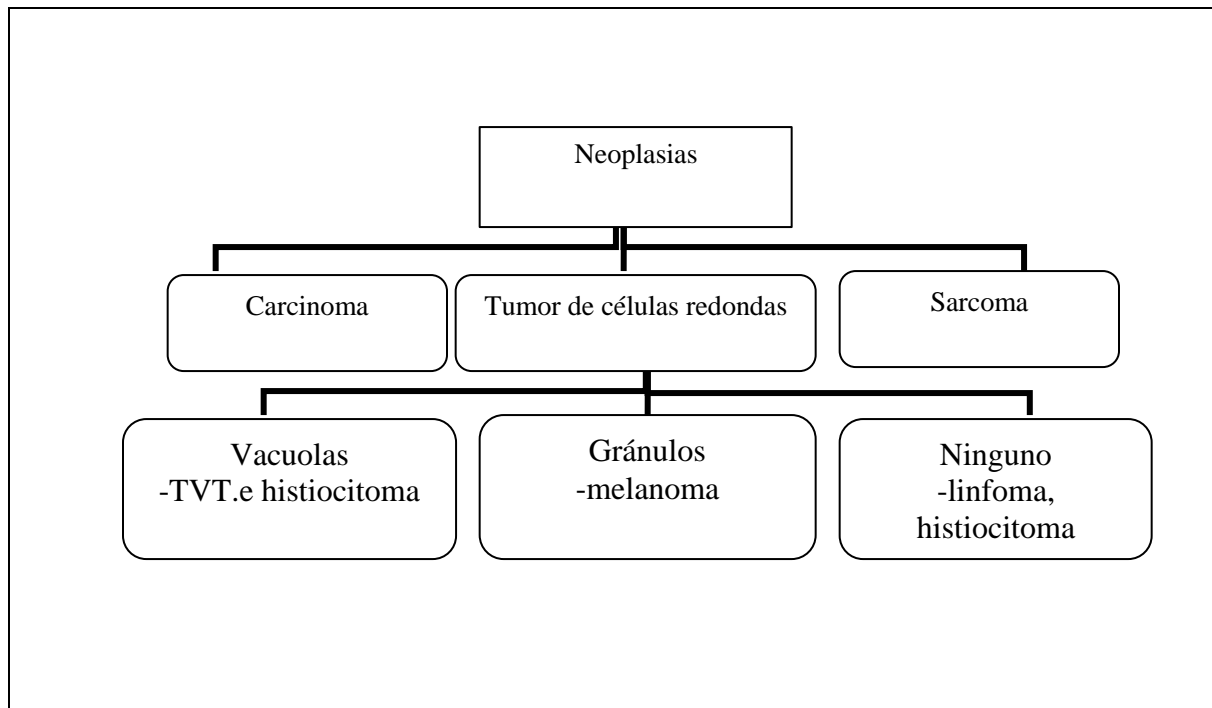 Neoplasias
Carcinoma
Tumor de células redondas
Sarcoma
Vacuolas
-TVT.e histiocitoma
Gránulos
-melanoma
Ninguno
-linfoma,
histiocitoma